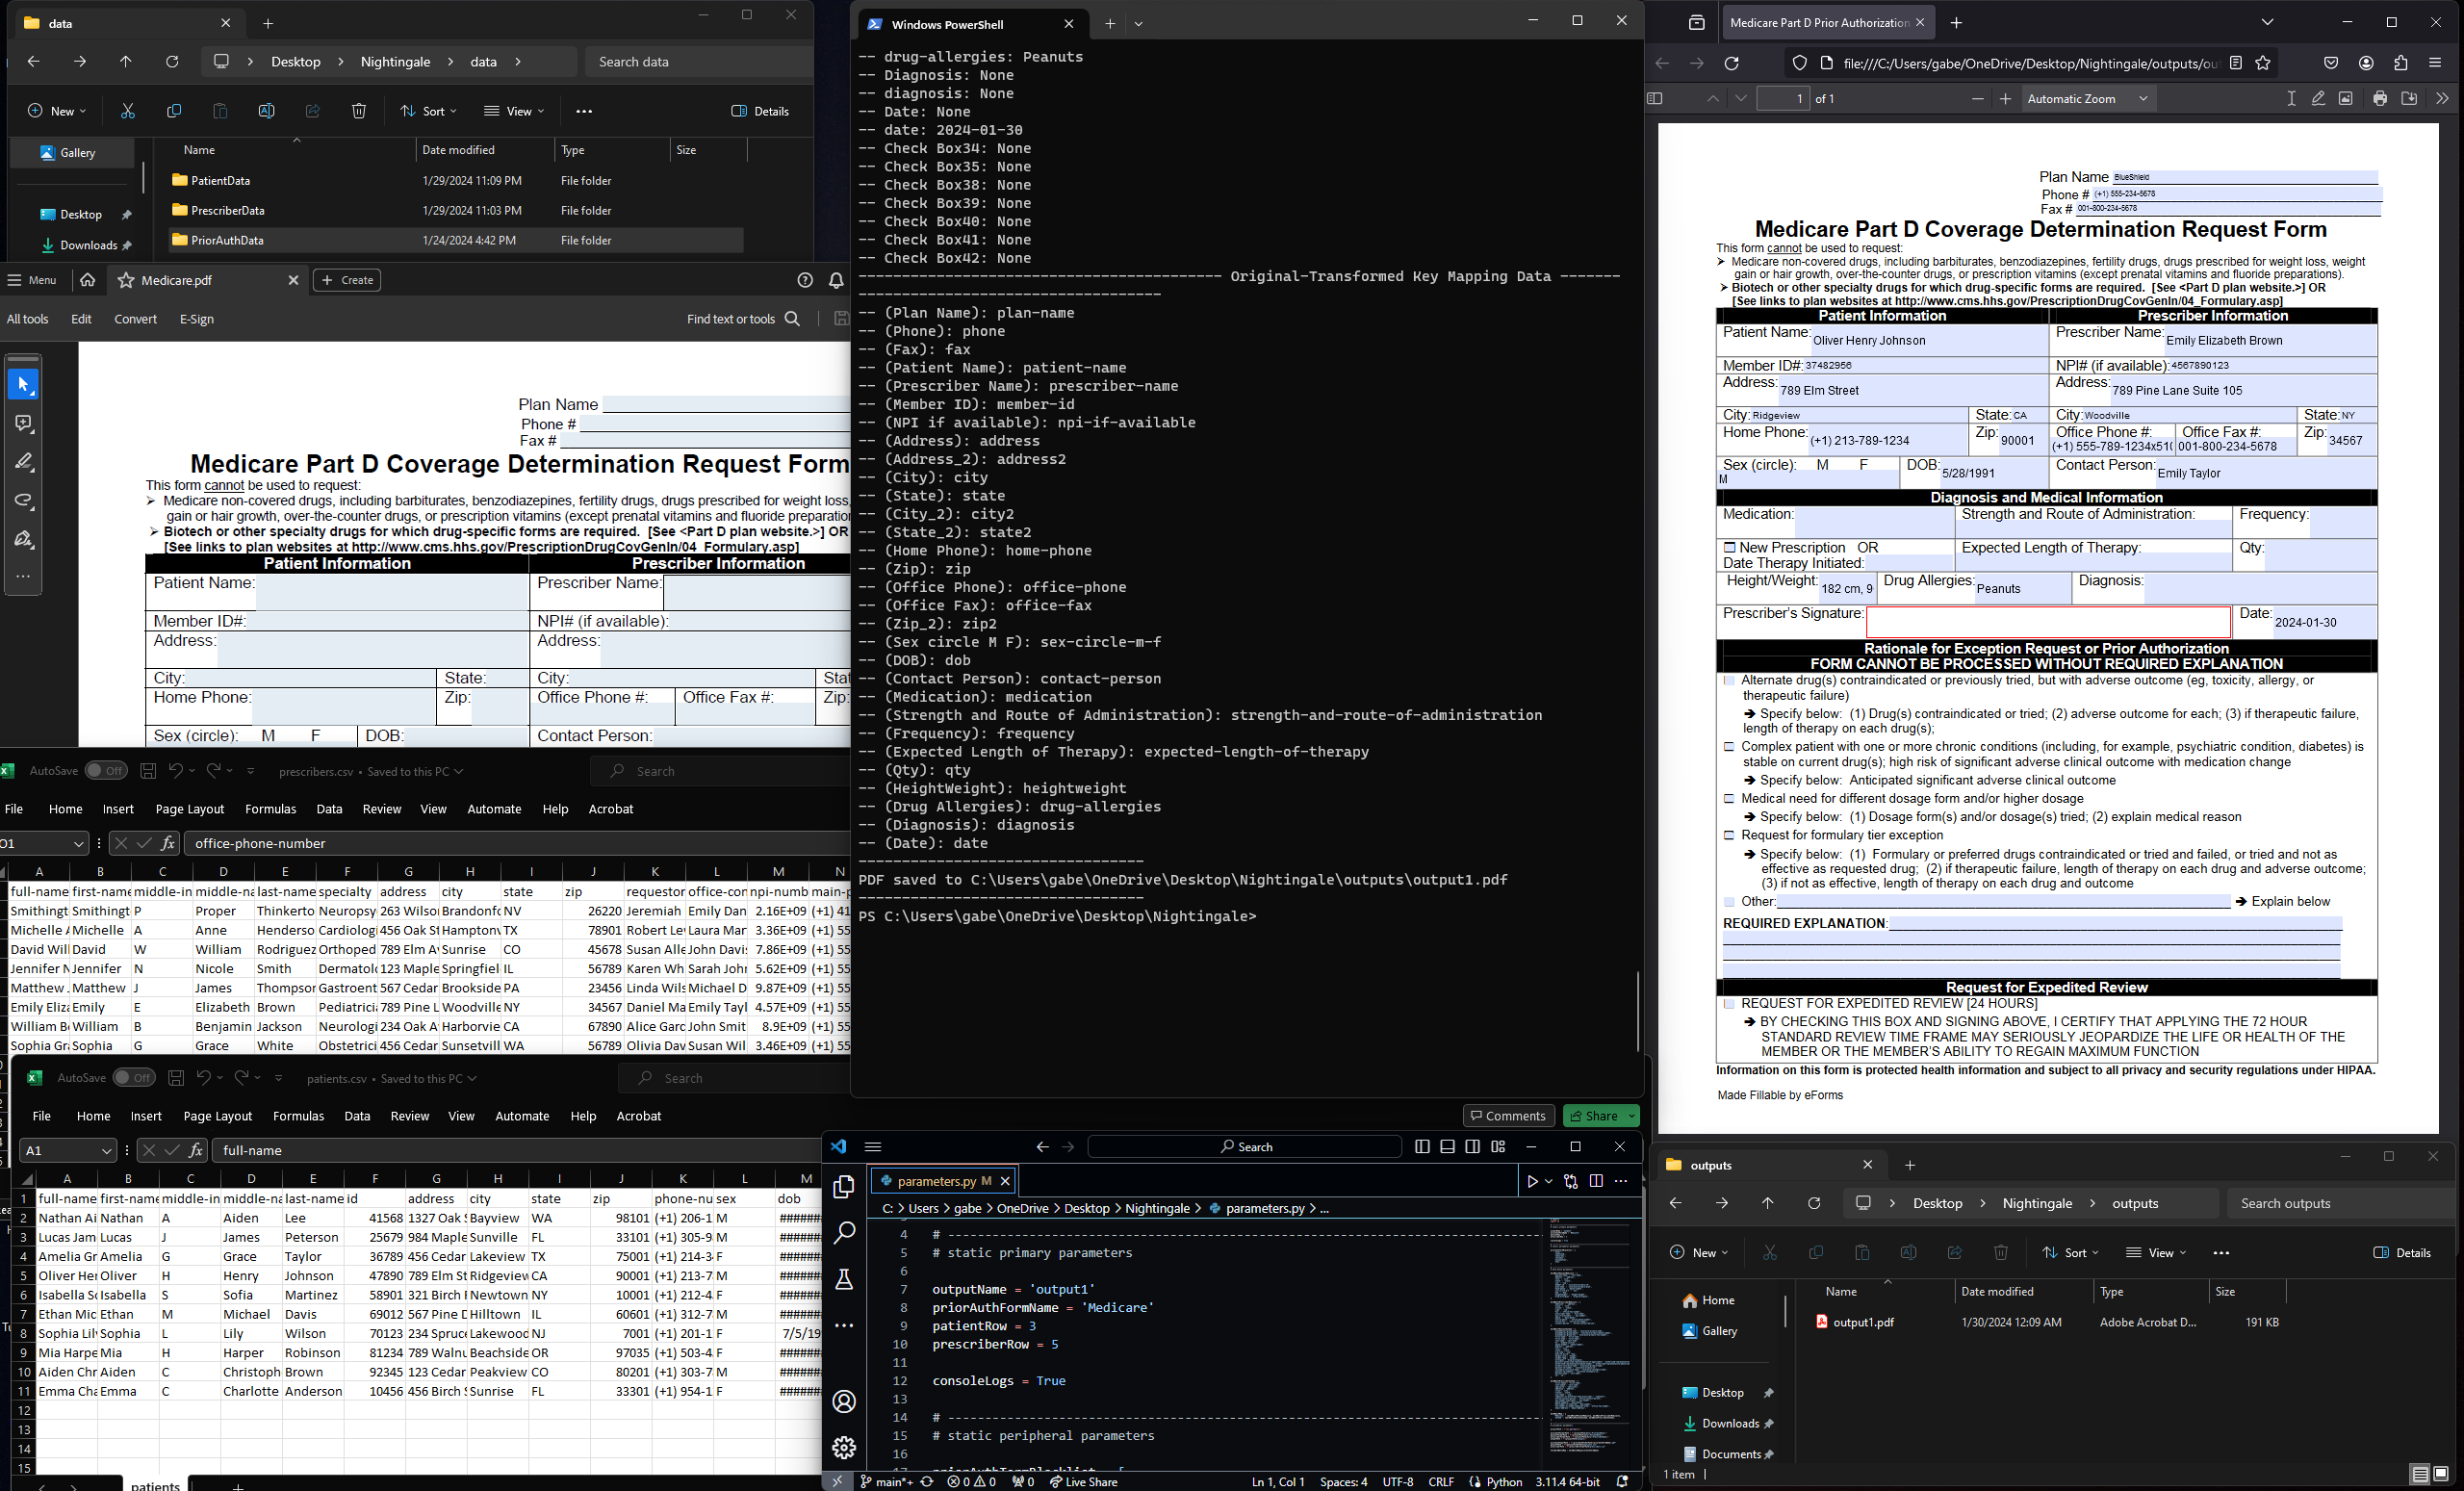 data
Desktop > Nightingale > data >
Search data
New
Sort
View
Details
Gallery
Desktop
Downloads
Name Date modified Type Size
PatientData 1/29/2024 11:09 PM File folder
PrescriberData 1/29/2024 11:03 PM File folder
PriorAuthData 1/24/2024 4:42 PM File folder
Menu
Medicare.pdf
Create
All tools Edit Convert E-Sign
Find text or tools
Plan Name
Phone #
Fax #
Medicare Part D Coverage Determination Request Form
This form cannot be used to request:
Medicare non-covered drugs, including barbiturates, benzodiazepines, fertility drugs, drugs prescribed for weight loss,
gain or hair growth, over-the-counter drugs, or prescription vitamins (except prenatal vitamins and fluoride preparation
Biotech or other specialty drugs for which drug-specific forms are required. [See <Part D plan website.>] OR
[See links to plan websites at http://www.cms.hhs.gov/PrescriptionDrugCovGenIn/04_Formulary.asp]
Patient Information Prescriber Information
Patient Name: Prescriber Name:
Member ID#: NPI# (if available):
Address: Address:
City: State: City: Stat
Home Phone: Zip: Office Phone #: Office Fax #: Zip:
Sex (circle): M F DOB: Contact Person:
AutoSave Off prescribers.csv • Saved to this PC Search
File Home Insert Page Layout Formulas Data Review View Automate Help Acrobat
O1 fx office-phone-number
A B C D E F G H I J K L M N
full-name first-name middle-in middle-na last-name specialty address city state zip requestor office-con npi-numb main-p
Smithingt Smithingt P Proper Thinkerto Neuropsy 263 Wilso Brandonfo NV 26220 Jeremiah Emily Dan 2.16E+09 (+1) 41
Michelle A Michelle A Anne Henderso Cardiologi 456 Oak St Hamptonv TX 78901 Robert Lev Laura Mar 3.36E+09 (+1) 55
David Will David W William Rodriguez Orthoped 789 Elm Av Sunrise CO 45678 Susan Alle John Davis 7.86E+09 (+1) 55
Jennifer N Jennifer N Nicole Smith Dermatol 123 Maple Springfiel IL 56789 Karen Wh Sarah John 5.62E+09 (+1) 55
Matthew J Matthew J James Thompson Gastroent 567 Cedar Brookside PA 23456 Linda Wils Michael D 9.87E+09 (+1) 55
Emily Eliza Emily E Elizabeth Brown Pediatrici 789 Pine L Woodville NY 34567 Daniel Ma Emily Tayl 4.57E+09 (+1) 55
William Be William B Benjamin Jackson Neurologi 234 Oak A Harborvie CA 67890 Alice Garc John Smit 8.9E+09 (+1) 55
Sophia Gra Sophia G Grace White Obstetrici 456 Cedar Sunsetvill WA 56789 Olivia Dav Susan Wil 3.46E+09 (+1) 55
AutoSave Off patients.csv • Saved to this PC Search
File Home Insert Page Layout Formulas Data Review View Automate Help Acrobat
Comments Share
A1 fx full-name
A B C D E F G H I J K L M
1 full-name first-name middle-in middle-na last-name id address city state zip phone-nu sex dob
2 Nathan Ai Nathan A Aiden Lee 41568 1327 Oak S Bayview WA 98101 (+1) 206-1 M #######
3 Lucas Jam Lucas J James Peterson 25679 984 Maple Sunville FL 33101 (+1) 305-9 M #######
4 Amelia Gr Amelia G Grace Taylor 36789 456 Cedar Lakeview TX 75001 (+1) 214-3 F #######
5 Oliver Hen Oliver H Henry Johnson 47890 789 Elm St Ridgeview CA 90001 (+1) 213-7 M #######
6 Isabella So Isabella S Sofia Martinez 58901 321 Birch F Newtown NY 10001 (+1) 212-4 F #######
7 Ethan Mic Ethan M Michael Davis 69012 567 Pine D Hilltown IL 60601 (+1) 312-7 M #######
8 Sophia Lily Sophia L Lily Wilson 70123 234 Spruce Lakewood NJ 7001 (+1) 201-1 F 7/5/19
9 Mia Harpe Mia H Harper Robinson 81234 789 Walnu Beachside OR 97035 (+1) 503-4 F #######
10 Aiden Chr Aiden C Christoph Brown 92345 123 Cedar Peakview CO 80201 (+1) 303-7 M #######
11 Emma Cha Emma C Charlotte Anderson 10456 456 Birch S Sunrise FL 33301 (+1) 954-1 F #######
12
13
14
15
patients
Windows PowerShell
-- drug-allergies: Peanuts
-- Diagnosis: None
-- diagnosis: None
-- Date: None
-- date: 2024-01-30
-- Check Box34: None
-- Check Box35: None
-- Check Box38: None
-- Check Box39: None
-- Check Box40: None
-- Check Box41: None
-- Check Box42: None
------------------------------------------ Original-Transformed Key Mapping Data -------
-----------------------------------
-- (Plan Name): plan-name
-- (Phone): phone
-- (Fax): fax
-- (Patient Name): patient-name
-- (Prescriber Name): prescriber-name
-- (Member ID): member-id
-- (NPI if available): npi-if-available
-- (Address): address
-- (Address_2): address2
-- (City): city
-- (State): state
-- (City_2): city2
-- (State_2): state2
-- (Home Phone): home-phone
-- (Zip): zip
-- (Office Phone): office-phone
-- (Office Fax): office-fax
-- (Zip_2): zip2
-- (Sex circle M F): sex-circle-m-f
-- (DOB): dob
-- (Contact Person): contact-person
-- (Medication): medication
-- (Strength and Route of Administration): strength-and-route-of-administration
-- (Frequency): frequency
-- (Expected Length of Therapy): expected-length-of-therapy
-- (Qty): qty
-- (HeightWeight): heightweight
-- (Drug Allergies): drug-allergies
-- (Diagnosis): diagnosis
-- (Date): date
---------------------------------
PDF saved to C:\Users\gabe\OneDrive\Desktop\Nightingale\outputs\output1.pdf
---------------------------------
PS C:\Users\gabe\OneDrive\Desktop\Nightingale>
Search
parameters.py M
C: > Users > gabe > OneDrive > Desktop > Nightingale > parameters.py > ...
4 # ----------
5 # static primary parameters
6
7 outputName = 'output1'
8 priorAuthFormName = 'Medicare'
9 patientRow = 3
10 prescriberRow = 5
11
12 consoleLogs = True
13
14 # ----------
15 # static peripheral parameters
16
main*+ 0 0 0 Live Share Ln 1, Col 1 Spaces: 4 UTF-8 CRLF Python 3.11.4 64-bit
Medicare Part D Prior Authorization
file:///C:/Users/gabe/OneDrive/Desktop/Nightingale/outputs/ou
1 of 1 Automatic Zoom
Plan Name BlueShield
Phone # (+1) 555-234-5678
Fax # 001-800-234-5678
Medicare Part D Coverage Determination Request Form
This form cannot be used to request:
Medicare non-covered drugs, including barbiturates, benzodiazepines, fertility drugs, drugs prescribed for weight loss, weight
gain or hair growth, over-the-counter drugs, or prescription vitamins (except prenatal vitamins and fluoride preparations).
Biotech or other specialty drugs for which drug-specific forms are required. [See <Part D plan website.>] OR
[See links to plan websites at http://www.cms.hhs.gov/PrescriptionDrugCovGenIn/04_Formulary.asp]
Patient Information Prescriber Information
Patient Name: Oliver Henry Johnson Prescriber Name: Emily Elizabeth Brown
Member ID#: 37482956 NPI# (if available): 4567890123
Address: 789 Elm Street Address: 789 Pine Lane Suite 105
City: Ridgeview State: CA City: Woodville State: NY
Home Phone: (+1) 213-789-1234 Zip: 90001 Office Phone #: (+1) 555-789-1234x510 Office Fax #: 001-800-234-5678 Zip: 34567
Sex (circle): M F M DOB: 5/28/1991 Contact Person: Emily Taylor
Diagnosis and Medical Information
Medication: Strength and Route of Administration: Frequency:
New Prescription OR
Date Therapy Initiated: Expected Length of Therapy: Qty:
Height/Weight: 182 cm, 9 Drug Allergies: Peanuts Diagnosis:
Prescriber's Signature: Date: 2024-01-30
Rationale for Exception Request or Prior Authorization
FORM CANNOT BE PROCESSED WITHOUT REQUIRED EXPLANATION
Alternate drug(s) contraindicated or previously tried, but with adverse outcome (eg, toxicity, allergy, or
therapeutic failure)
➔ Specify below: (1) Drug(s) contraindicated or tried; (2) adverse outcome for each; (3) if therapeutic failure,
length of therapy on each drug(s);
Complex patient with one or more chronic conditions (including, for example, psychiatric condition, diabetes) is
stable on current drug(s); high risk of significant adverse clinical outcome with medication change
➔ Specify below: Anticipated significant adverse clinical outcome
Medical need for different dosage form and/or higher dosage
➔ Specify below: (1) Dosage form(s) and/or dosage(s) tried; (2) explain medical reason
Request for formulary tier exception
➔ Specify below: (1) Formulary or preferred drugs contraindicated or tried and failed, or tried and not as
effective as requested drug; (2) if therapeutic failure, length of therapy on each drug and adverse outcome;
(3) if not as effective, length of therapy on each drug and outcome
Other: ➔ Explain below
REQUIRED EXPLANATION:
Request for Expedited Review
REQUEST FOR EXPEDITED REVIEW [24 HOURS]
➔ BY CHECKING THIS BOX AND SIGNING ABOVE, I CERTIFY THAT APPLYING THE 72 HOUR
STANDARD REVIEW TIME FRAME MAY SERIOUSLY JEOPARDIZE THE LIFE OR HEALTH OF THE
MEMBER OR THE MEMBER'S ABILITY TO REGAIN MAXIMUM FUNCTION
Information on this form is protected health information and subject to all privacy and security regulations under HIPAA.
Made Fillable by eForms
outputs
Desktop > Nightingale > outputs
Search outputs
New Sort View Details
Home
Gallery
Desktop
Downloads
Documents
Name Date modified Type Size
output1.pdf 1/30/2024 12:09 AM Adobe Acrobat D... 191 KB
1 item